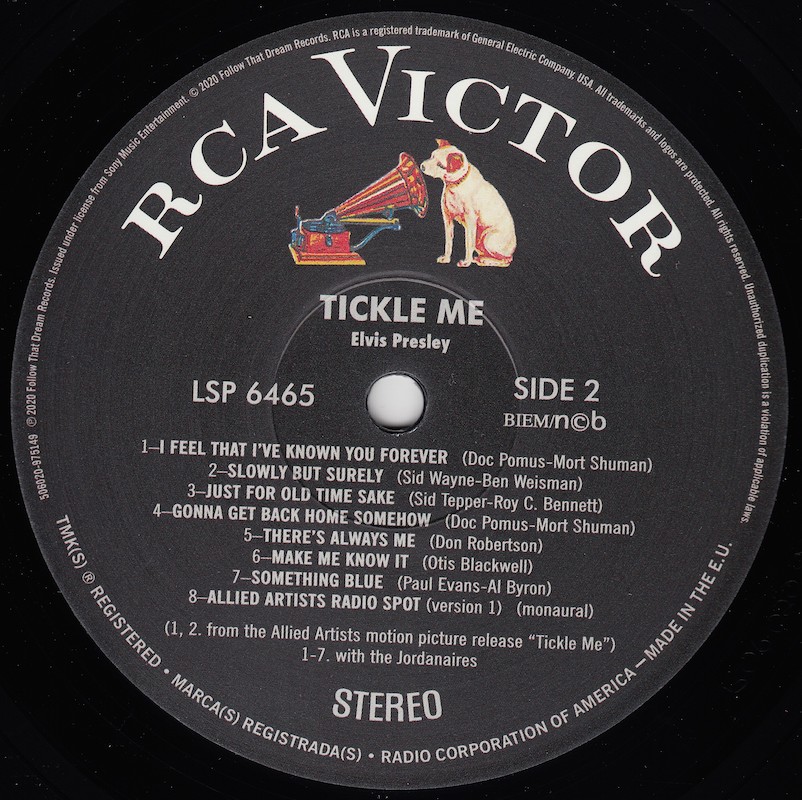 506020-975149 ℗ 2020 Follow That Dream Records. Issued under license from Sony Music Entertainment. © 2020 Follow That Dream Records. RCA is a registered trademark of General Electric Company, USA. All trademarks and logos are protected. All rights reserved. Unauthorized duplication is a violation of applicable laws.
RCA VICTOR
TICKLE ME
Elvis Presley
LSP 6465
SIDE 2
BIEM/n©b
1–I FEEL THAT I'VE KNOWN YOU FOREVER (Doc Pomus-Mort Shuman)
2–SLOWLY BUT SURELY (Sid Wayne-Ben Weisman)
3–JUST FOR OLD TIME SAKE (Sid Tepper-Roy C. Bennett)
4–GONNA GET BACK HOME SOMEHOW (Doc Pomus-Mort Shuman)
5–THERE'S ALWAYS ME (Don Robertson)
6–MAKE ME KNOW IT (Otis Blackwell)
7–SOMETHING BLUE (Paul Evans-Al Byron)
8–ALLIED ARTISTS RADIO SPOT (version 1) (monaural)
(1, 2. from the Allied Artists motion picture release “Tickle Me”)
1-7. with the Jordanaires
STEREO
TMK(S) ® REGISTERED • MARCA(S) REGISTRADA(S) • RADIO CORPORATION OF AMERICA – MADE IN THE E.U.